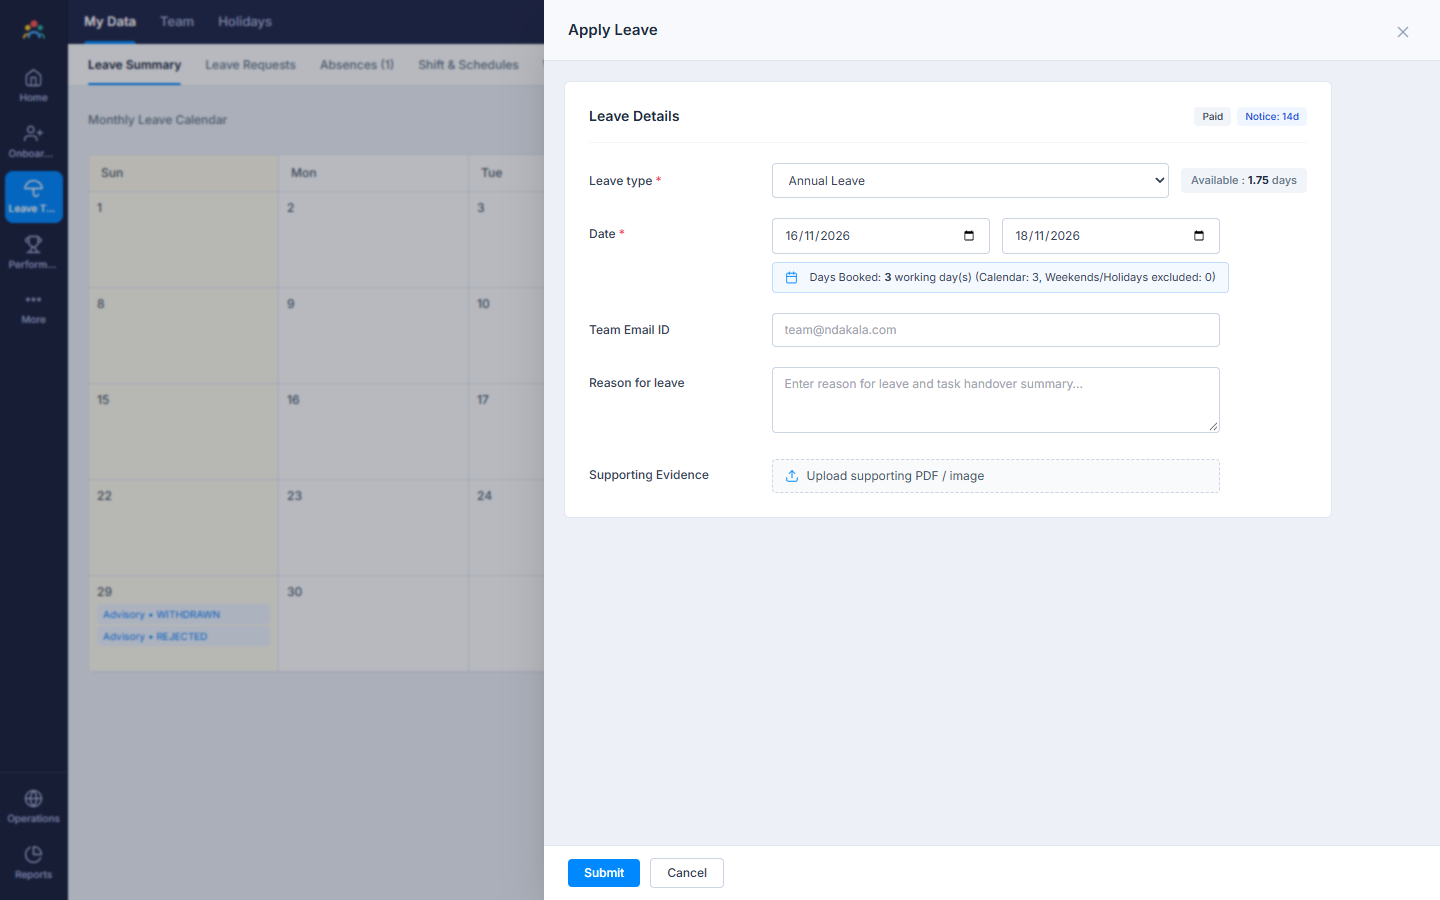 My Data Team Holidays
Apply Leave
Leave Summary Leave Requests Absences (1) Shift & Schedules
Home
Onboar...
Leave T...
Perform...
More
Operations
Reports
Monthly Leave Calendar
Sun Mon Tue
1 2 3
8 9 10
15 16 17
22 23 24
29 30
Advisory • WITHDRAWN
Advisory • REJECTED
Leave Details Paid Notice: 14d
Leave type * Annual Leave Available : 1.75 days
Date * 16/11/2026 18/11/2026
Days Booked: 3 working day(s) (Calendar: 3, Weekends/Holidays excluded: 0)
Team Email ID team@ndakala.com
Reason for leave Enter reason for leave and task handover summary...
Supporting Evidence Upload supporting PDF / image
Submit Cancel